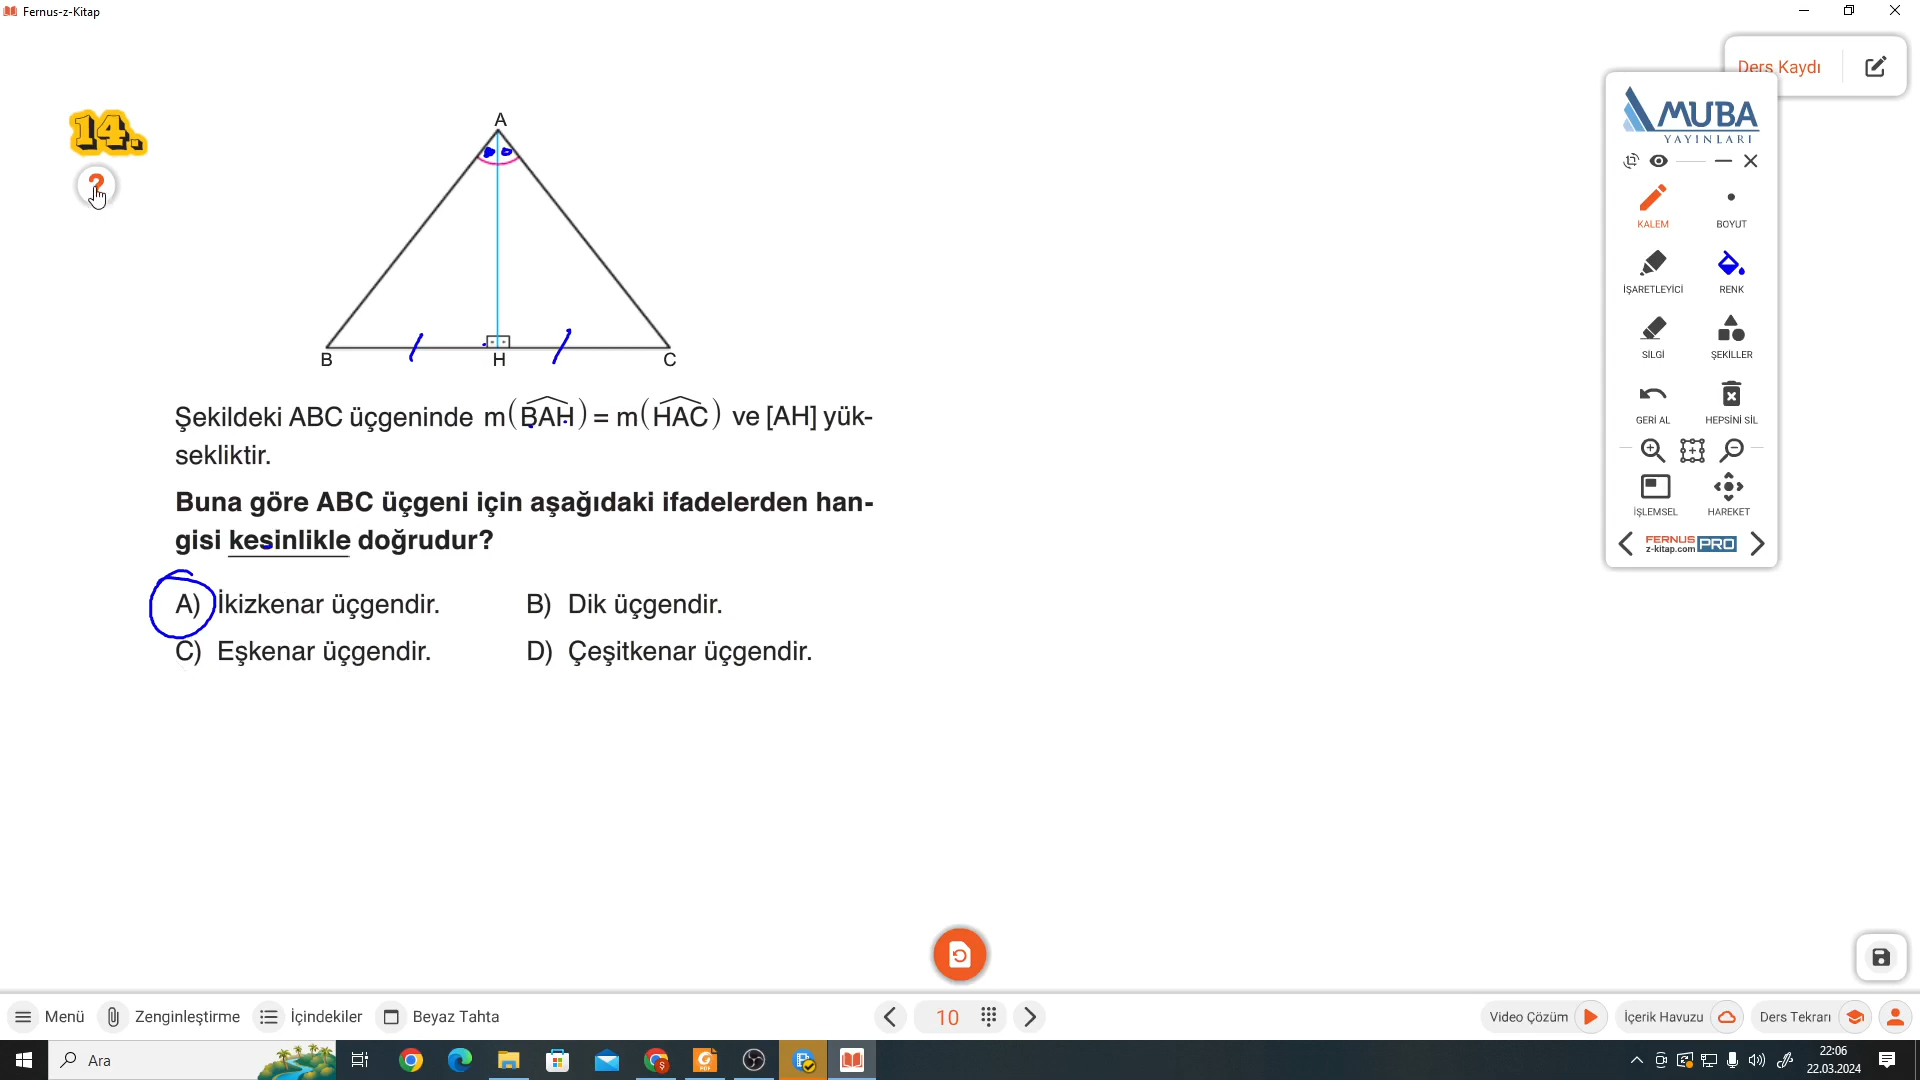 Fernus-z-Kitap
Ders Kaydı
14.
?
MUBA
YAYINLARI
KALEM
BOYUT
İŞARETLEYİCİ
RENK
SİLGİ
ŞEKİLLER
GERİ AL
HEPSİNİ SİL
İŞLEMSEL
HAREKET
FERNUS PRO
z-kitap.com
A
B
H
C
Şekildeki ABC üçgeninde m(BAH) = m(HAC) ve [AH] yük-
sekliktir.
Buna göre ABC üçgeni için aşağıdaki ifadelerden han-
gisi kesinlikle doğrudur?
A) İkizkenar üçgendir. B) Dik üçgendir.
C) Eşkenar üçgendir. D) Çeşitkenar üçgendir.
Menü Zenginleştirme İçindekiler Beyaz Tahta 10 Video Çözüm İçerik Havuzu Ders Tekrarı
Ara
22:06
22.03.2024